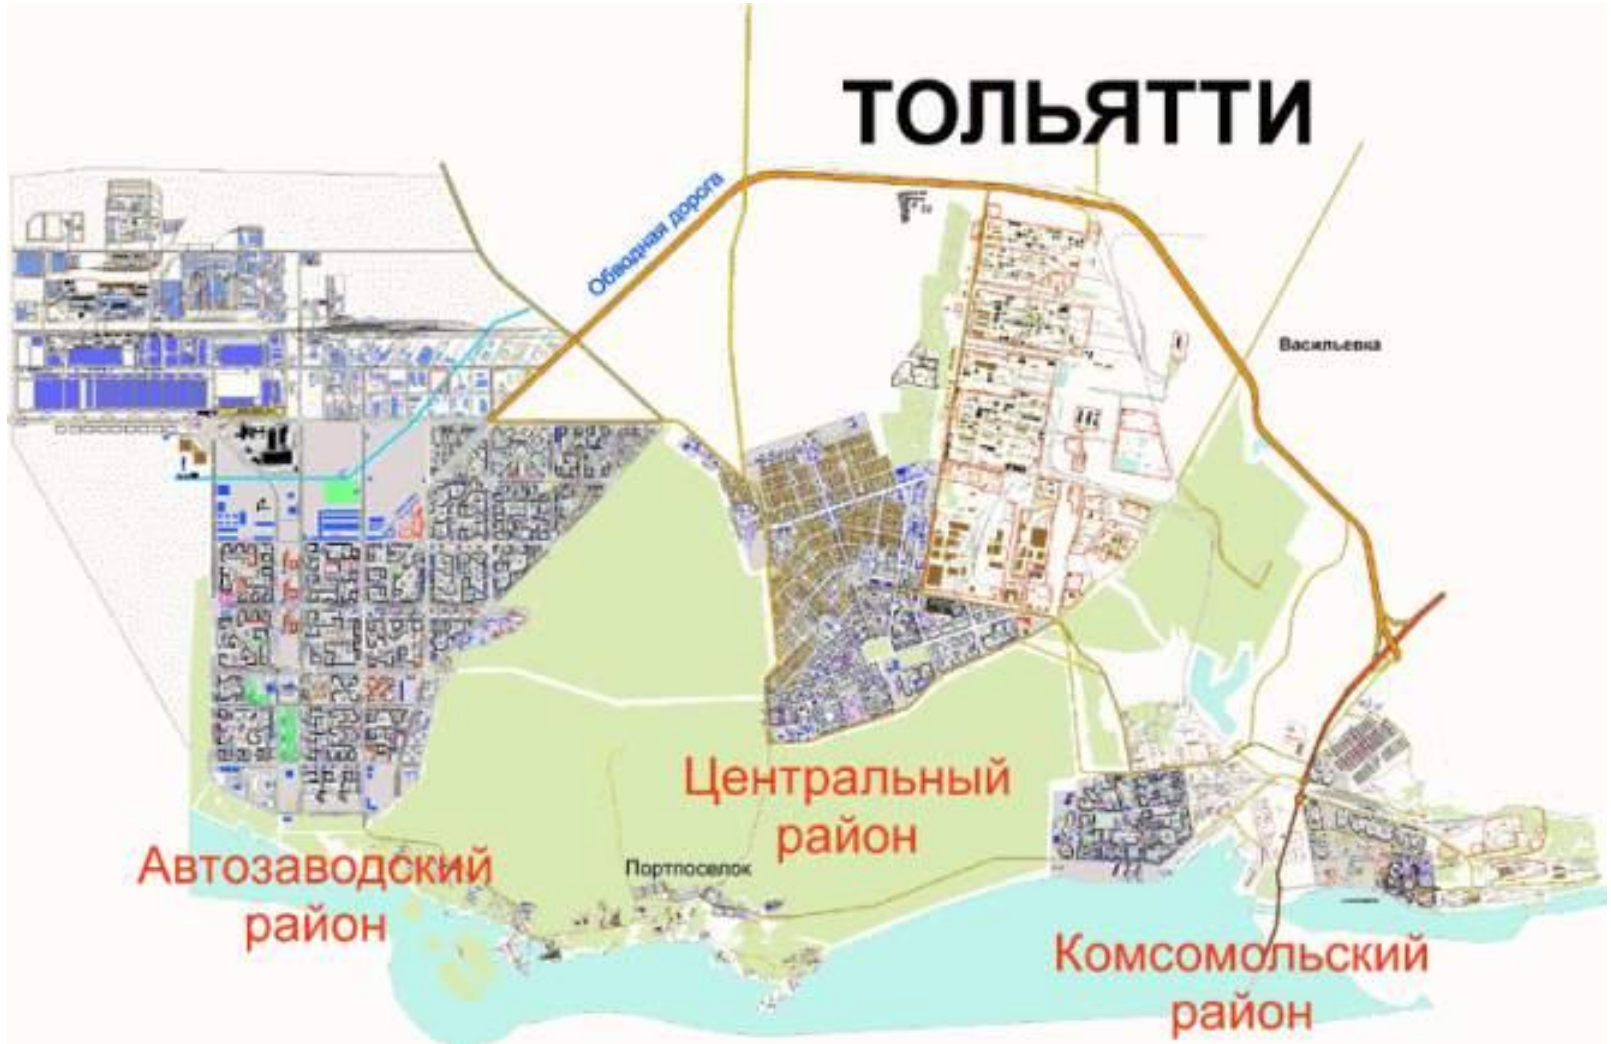 ТОЛЬЯТТИ
Обводная дорога
Васильевка
Центральный
район
Автозаводский
район
Портпоселок
Комсомольский
район